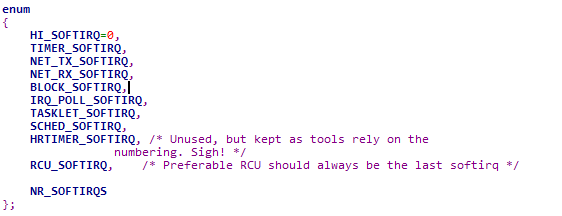 enum
{
    HI_SOFTIRQ=0,
    TIMER_SOFTIRQ,
    NET_TX_SOFTIRQ,
    NET_RX_SOFTIRQ,
    BLOCK_SOFTIRQ,
    IRQ_POLL_SOFTIRQ,
    TASKLET_SOFTIRQ,
    SCHED_SOFTIRQ,
    HRTIMER_SOFTIRQ, /* Unused, but kept as tools rely on the
                numbering. Sigh! */
    RCU_SOFTIRQ,    /* Preferable RCU should always be the last softirq */

    NR_SOFTIRQS
};